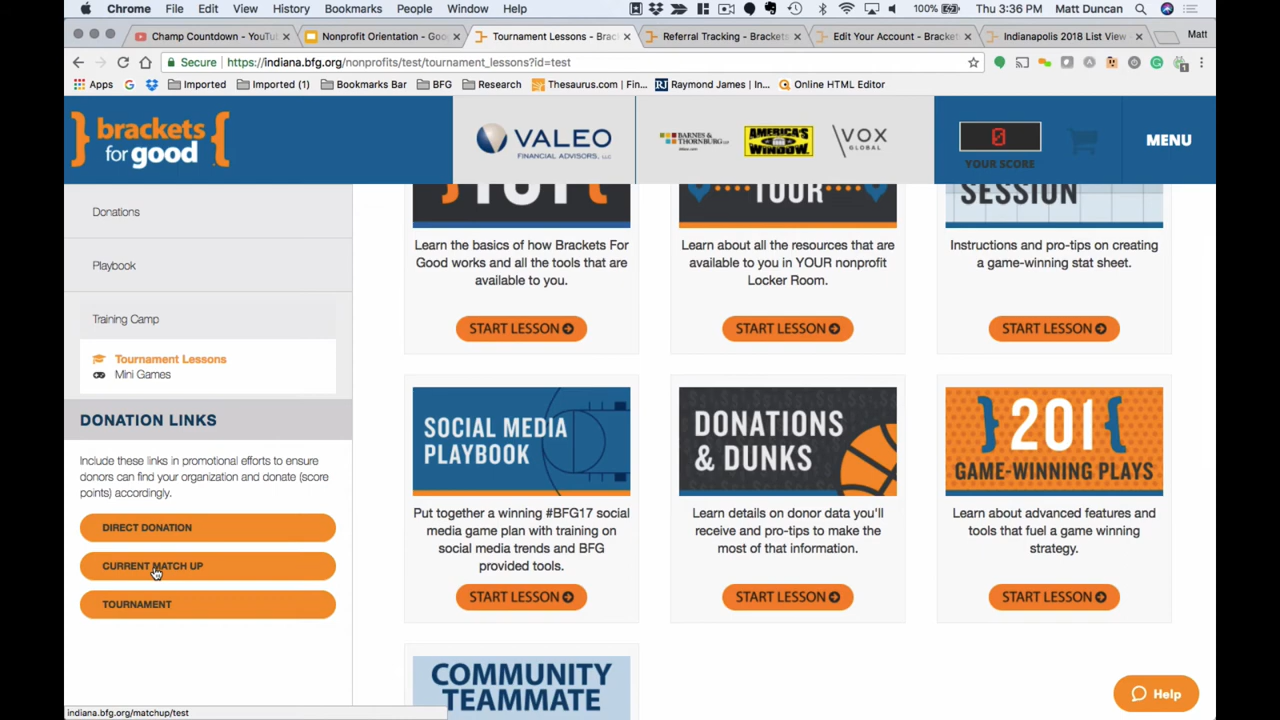 Chrome File Edit View History Bookmarks People Window Help 100% Thu 3:36 PM Matt Duncan
Champ Countdown - YouTu × Nonprofit Orientation - Goo × Tournament Lessons - Brac × Referral Tracking - Brackets × Edit Your Account - Bracket × Indianapolis 2018 List View × Matt
Secure https://indiana.bfg.org/nonprofits/test/tournament_lessons?id=test
Apps Imported Imported (1) Bookmarks Bar BFG Research Thesaurus.com | Fin... Raymond James | In... Online HTML Editor
} brackets {
for good
VALEO
FINANCIAL ADVISORS, LLC
BARNES &
THORNBURG LLP
AMERICA'S
WINDOW
VOX
GLOBAL
0
YOUR SCORE
MENU
Donations
Playbook
Training Camp
Tournament Lessons
Mini Games
DONATION LINKS
Include these links in promotional efforts to ensure
donors can find your organization and donate (score
points) accordingly.
DIRECT DONATION
CURRENT MATCH UP
TOURNAMENT
}101{
Learn the basics of how Brackets For
Good works and all the tools that are
available to you.
START LESSON
TOUR
Learn about all the resources that are
available to you in YOUR nonprofit
Locker Room.
START LESSON
SESSION
Instructions and pro-tips on creating
a game-winning stat sheet.
START LESSON
SOCIAL MEDIA
PLAYBOOK
Put together a winning #BFG17 social
media game plan with training on
social media trends and BFG
provided tools.
START LESSON
DONATIONS
& DUNKS
Learn details on donor data you'll
receive and pro-tips to make the
most of that information.
START LESSON
}201{
GAME-WINNING PLAYS
Learn about advanced features and
tools that fuel a game winning
strategy.
START LESSON
COMMUNITY
TEAMMATE
Help
indiana.bfg.org/matchup/test